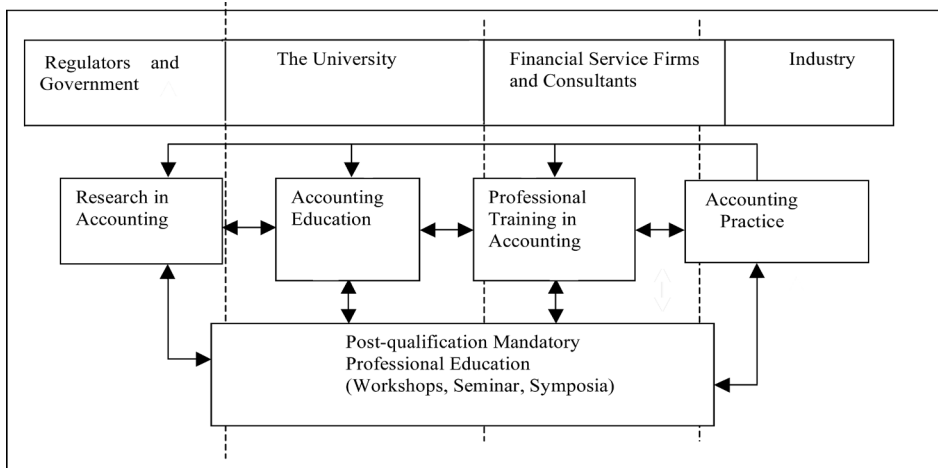 Regulators and
Government
The University
Financial Service Firms
and Consultants
Industry
Research in
Accounting
Accounting
Education
Professional
Training in
Accounting
Accounting
Practice
Post-qualification Mandatory
Professional Education
(Workshops, Seminar, Symposia)